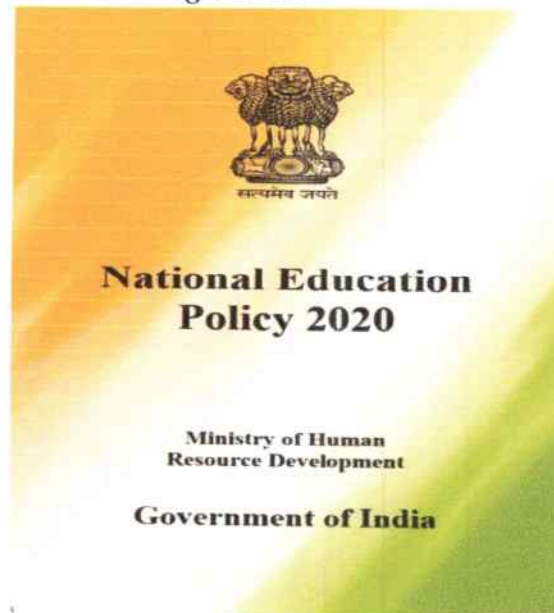 सत्यमेव जयते
National Education
Policy 2020
Ministry of Human
Resource Development
Government of India